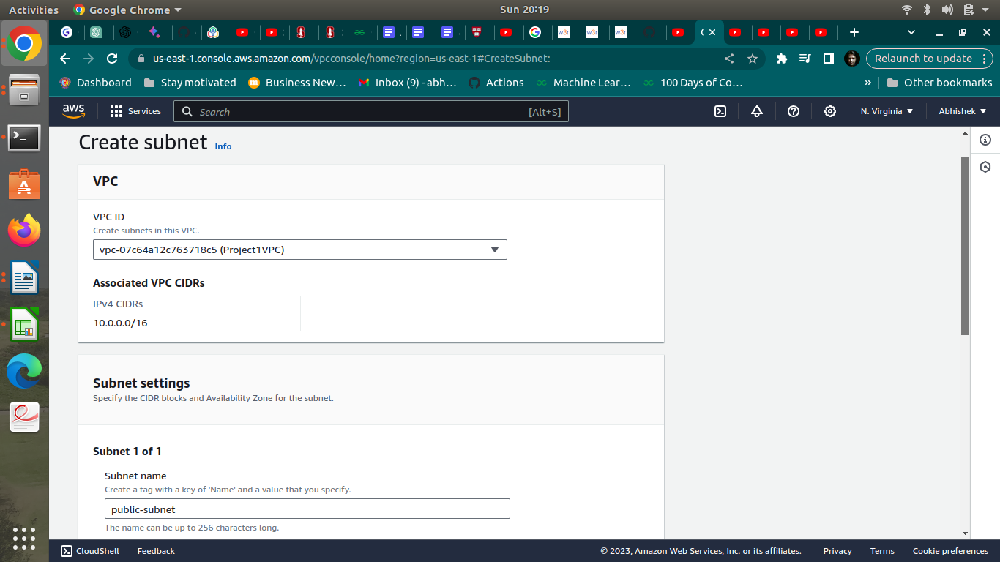 Activities Google Chrome Sun 20:19
us-east-1.console.aws.amazon.com/vpcconsole/home?region=us-east-1#CreateSubnet: Relaunch to update
Dashboard Stay motivated Business New… Inbox (9) - abh… Actions Machine Lear… 100 Days of Co… » Other bookmarks
aws Services Search [Alt+S] N. Virginia Abhishek
Create subnet Info
VPC
VPC ID
Create subnets in this VPC.
vpc-07c64a12c763718c5 (Project1VPC)
Associated VPC CIDRs
IPv4 CIDRs
10.0.0.0/16
Subnet settings
Specify the CIDR blocks and Availability Zone for the subnet.
Subnet 1 of 1
Subnet name
Create a tag with a key of 'Name' and a value that you specify.
public-subnet
The name can be up to 256 characters long.
CloudShell Feedback © 2023, Amazon Web Services, Inc. or its affiliates. Privacy Terms Cookie preferences